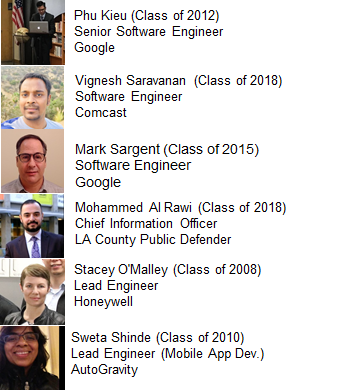 Phu Kieu (Class of 2012)
Senior Software Engineer
Google
Vignesh Saravanan (Class of 2018)
Software Engineer
Comcast
Mark Sargent (Class of 2015)
Software Engineer
Google
Mohammed Al Rawi (Class of 2018)
Chief Information Officer
LA County Public Defender
Stacey O'Malley (Class of 2008)
Lead Engineer
Honeywell
Sweta Shinde (Class of 2010)
Lead Engineer (Mobile App Dev.)
AutoGravity